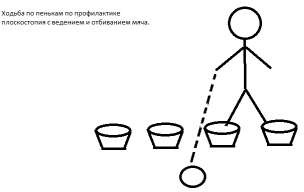 Ходьба по пенькам по профилактике
плоскостопия с ведением и отбиванием мяча.